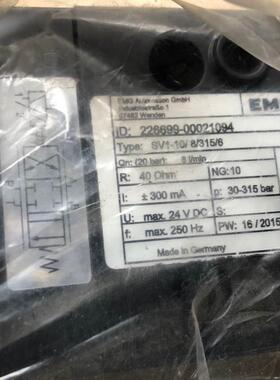 EMG Automation GmbH
Industriestraße 1
57482 Wenden
EM
ID: 226699-00021094
Type: SV1-10/ 8/315/6
Qn: (20 bar) 8 l/min
R: 40 Ohm NG: 10
I: ± 300 mA p: 30-315 bar
U: max. 24 V DC S:
f: max. 250 Hz PW: 16 / 2015
Made in Germany